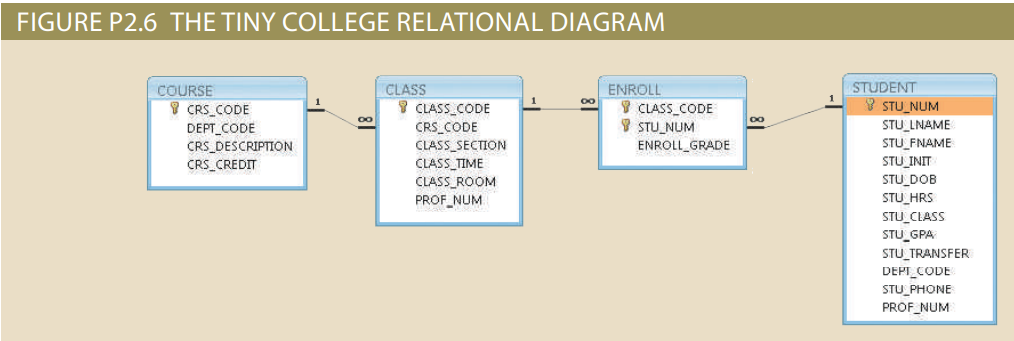 FIGURE P2.6 THE TINY COLLEGE RELATIONAL DIAGRAM
COURSE
CRS_CODE
DEPT_CODE
CRS_DESCRIPTION
CRS_CREDIT
1
∞
CLASS
CLASS_CODE
CRS_CODE
CLASS_SECTION
CLASS_TIME
CLASS_ROOM
PROF_NUM
1
∞
ENROLL
CLASS_CODE
STU_NUM
ENROLL_GRADE
∞
1
STUDENT
STU_NUM
STU_LNAME
STU_FNAME
STU_INIT
STU_DOB
STU_HRS
STU_CLASS
STU_GPA
STU_TRANSFER
DEPT_CODE
STU_PHONE
PROF_NUM